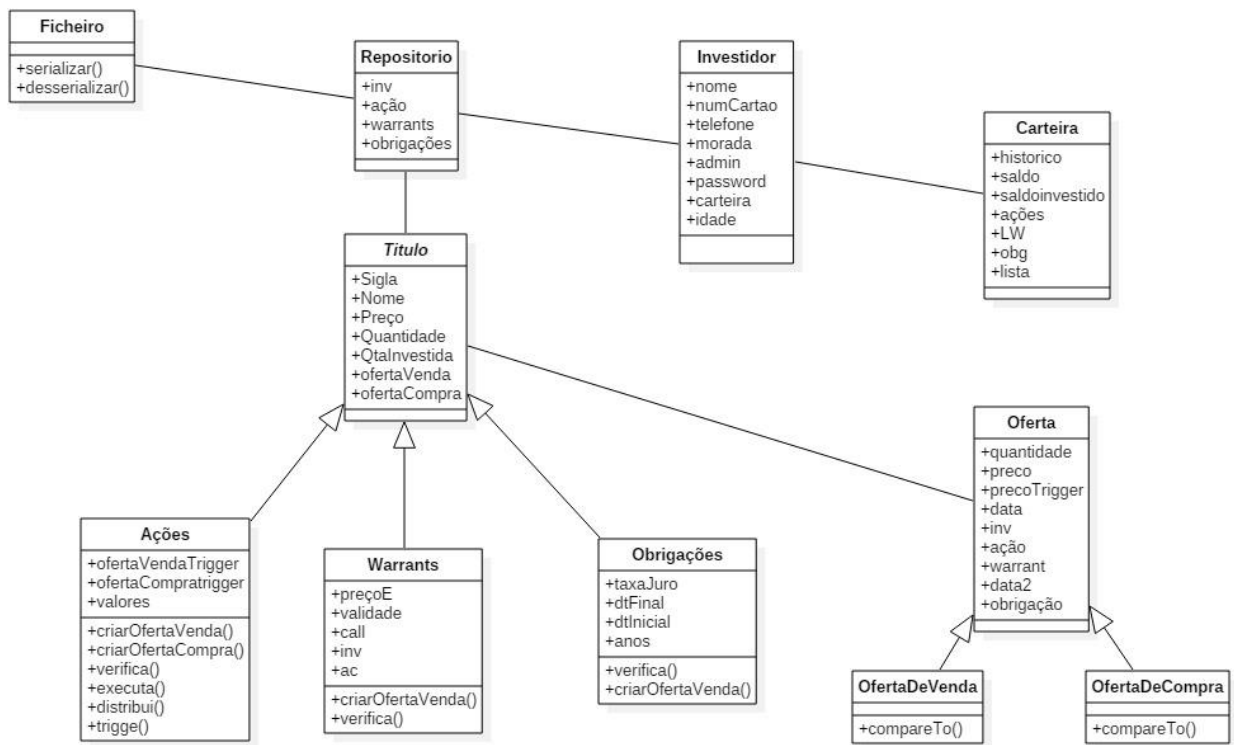 Ficheiro
+serializar()
+desserializar()
Repositorio
+inv
+ação
+warrants
+obrigações
Investidor
+nome
+numCartao
+telefone
+morada
+admin
+password
+carteira
+idade
Carteira
+historico
+saldo
+saldoinvestido
+ações
+LW
+obg
+lista
Titulo
+Sigla
+Nome
+Preço
+Quantidade
+QtaInvestida
+ofertaVenda
+ofertaCompra
Oferta
+quantidade
+preco
+precoTrigger
+data
+inv
+ação
+warrant
+data2
+obrigação
Ações
+ofertaVendaTrigger
+ofertaCompratrigger
+valores
+criarOfertaVenda()
+criarOfertaCompra()
+verifica()
+executa()
+distribui()
+trigge()
Warrants
+preçoE
+validade
+call
+inv
+ac
+criarOfertaVenda()
+verifica()
Obrigações
+taxaJuro
+dtFinal
+dtInicial
+anos
+verifica()
+criarOfertaVenda()
OfertaDeVenda
+compareTo()
OfertaDeCompra
+compareTo()